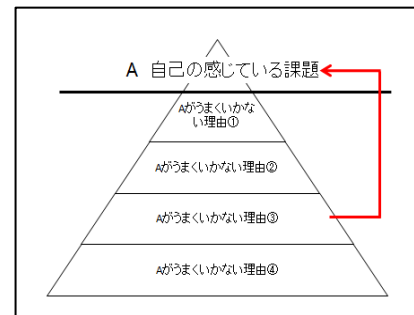 A 自己の感じている課題
Aがうまくいかな
い理由①
Aがうまくいかない理由②
Aがうまくいかない理由③
Aがうまくいかない理由④